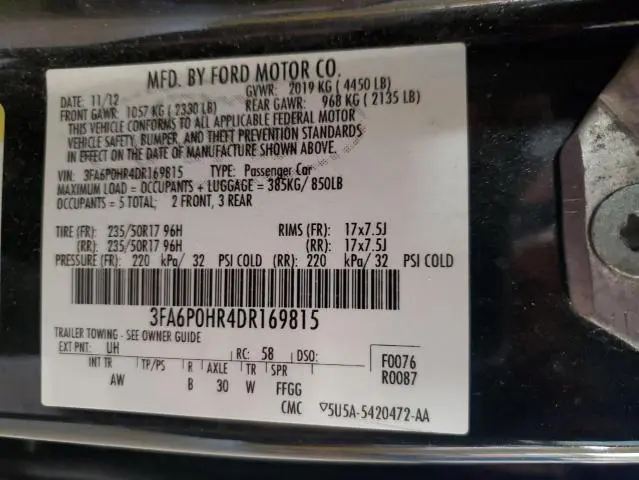 MFD. BY FORD MOTOR CO.
DATE: 11/12 GVWR: 2019 KG ( 4450 LB)
FRONT GAWR: 1057 KG ( 2330 LB) REAR GAWR: 968 KG ( 2135 LB)
THIS VEHICLE CONFORMS TO ALL APPLICABLE FEDERAL MOTOR
VEHICLE SAFETY, BUMPER, AND THEFT PREVENTION STANDARDS
IN EFFECT ON THE DATE OF MANUFACTURE SHOWN ABOVE.
VIN: 3FA6P0HR4DR169815 TYPE: Passenger Car
MAXIMUM LOAD = OCCUPANTS + LUGGAGE = 385KG/ 850LB
OCCUPANTS = 5 TOTAL; 2 FRONT, 3 REAR
TIRE (FR): 235/50R17 96H RIMS (FR): 17x7.5J
(RR): 235/50R17 96H (RR): 17x7.5J
PRESSURE (FR): 220 kPa/ 32 PSI COLD (RR): 220 kPa/ 32 PSI COLD
3FA6P0HR4DR169815
TRAILER TOWING - SEE OWNER GUIDE
EXT PNT: UH RC: 58 DSO: F0076
INT TR TP/PS R AXLE TR SPR R0087
AW B 30 W FFGG
CMC ▽5U5A-5420472-AA